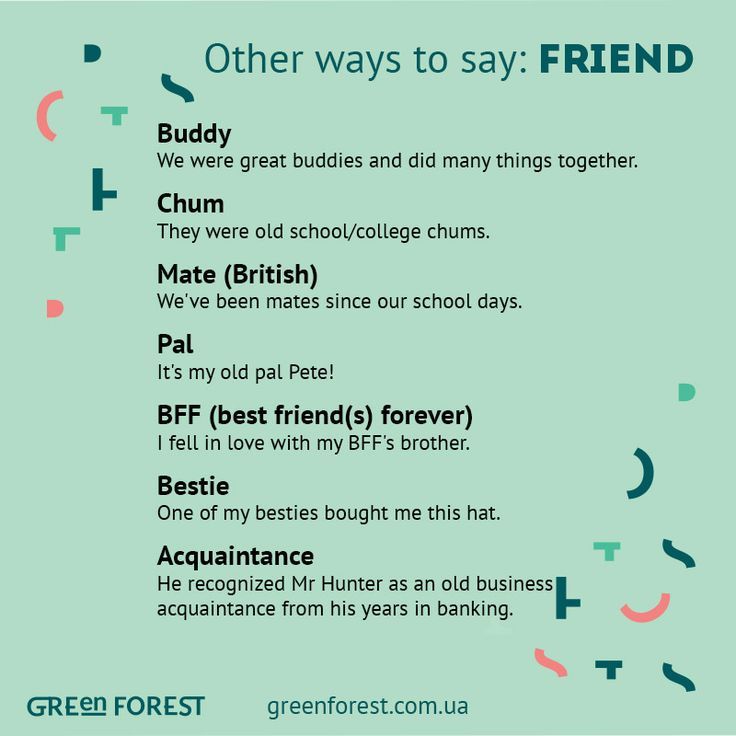 Other ways to say: FRIEND
Buddy
We were great buddies and did many things together.
Chum
They were old school/college chums.
Mate (British)
We've been mates since our school days.
Pal
It's my old pal Pete!
BFF (best friend(s) forever)
I fell in love with my BFF's brother.
Bestie
One of my besties bought me this hat.
Acquaintance
He recognized Mr Hunter as an old business
acquaintance from his years in banking.
GREEN FOREST
greenforest.com.ua